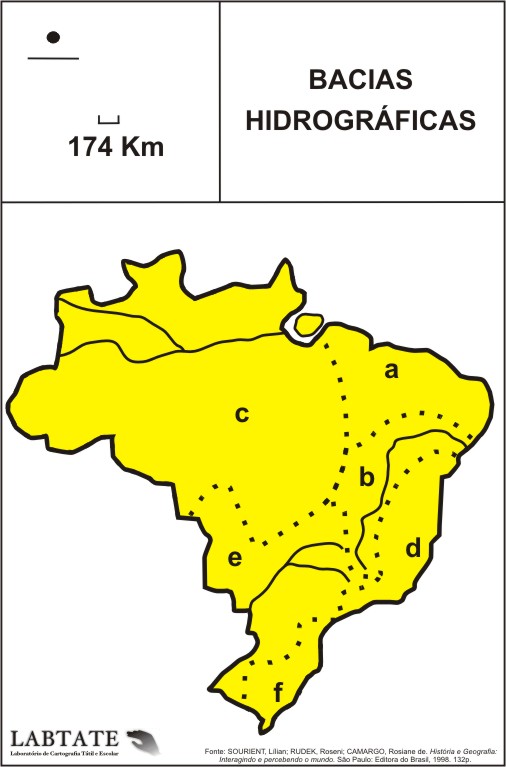 BACIAS
HIDROGRÁFICAS
174 Km
a
c
b
d
e
f
LABTATE
Laboratório de Cartografia Tátil e Escolar
Fonte: SOURIENT, Lílian; RUDEK, Roseni; CAMARGO, Rosiane de. História e Geografia:
Interagindo e percebendo o mundo. São Paulo: Editora do Brasil, 1998. 132p.